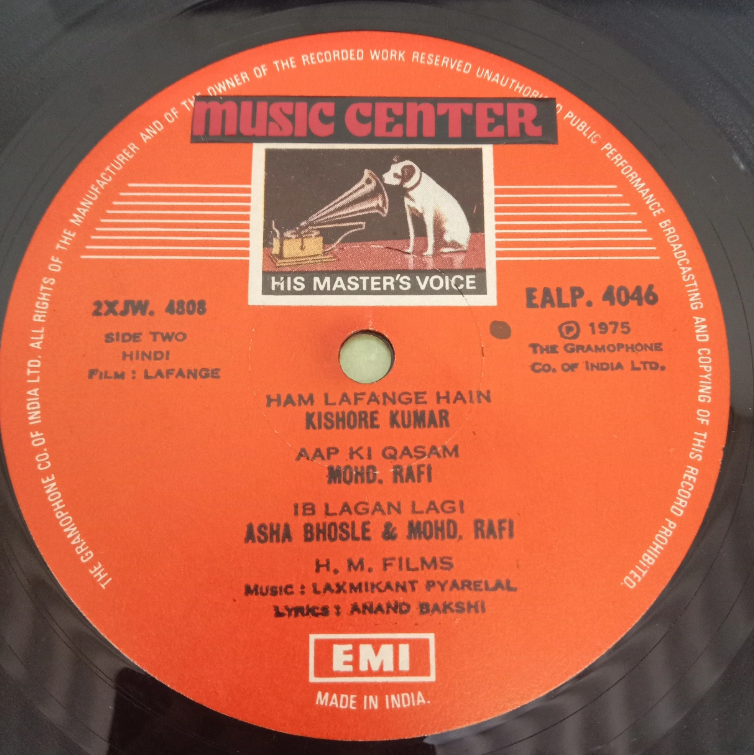 THE GRAMOPHONE CO. OF INDIA LTD. ALL RIGHTS OF THE MANUFACTURER AND OF THE OWNER OF THE RECORDED WORK RESERVED UNAUTHORI D PUBLIC PERFORMANCE BROADCASTING AND COPYING OF THIS RECORD PROHIBITED.
MUSIC CENTER
HIS MASTER'S VOICE
2XJW. 4808
SIDE TWO
HINDI
FILM : LAFANGE
EALP. 4046
Ⓟ 1975
THE GRAMOPHONE
CO. OF INDIA LTD.
HAM LAFANGE HAIN
KISHORE KUMAR
AAP KI QASAM
MOHD. RAFI
IB LAGAN LAGI
ASHA BHOSLE & MOHD. RAFI
H. M. FILMS
MUSIC : LAXMIKANT PYARELAL
LYRICS : ANAND BAKSHI
EMI
MADE IN INDIA.